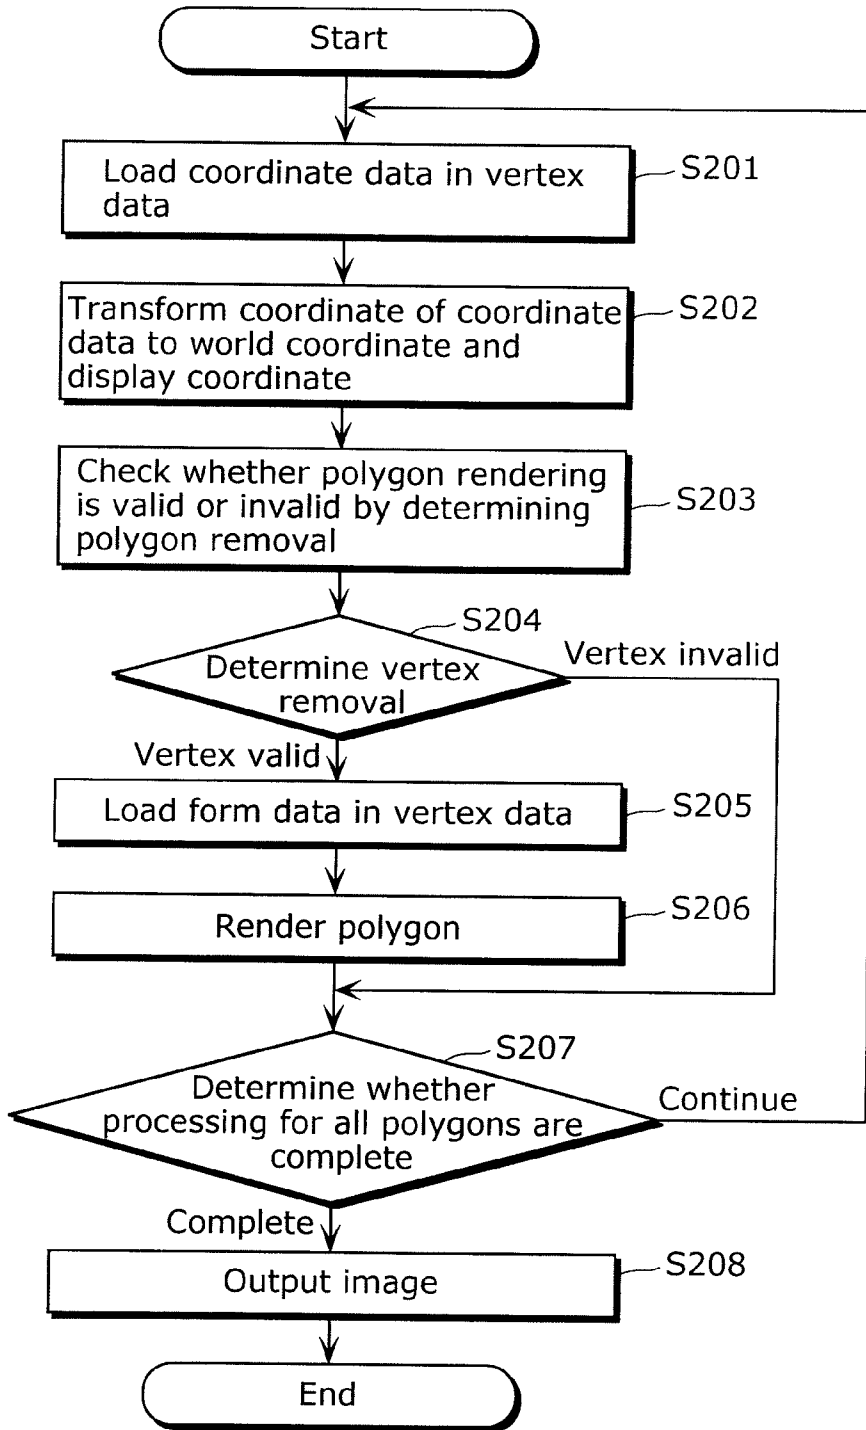 Start
Load coordinate data in vertex
data
S201
Transform coordinate of coordinate
data to world coordinate and
display coordinate
S202
Check whether polygon rendering
is valid or invalid by determining
polygon removal
S203
S204
Determine vertex
removal
Vertex invalid
Vertex valid
Load form data in vertex data
S205
Render polygon
S206
S207
Determine whether
processing for all polygons are
complete
Continue
Complete
Output image
S208
End